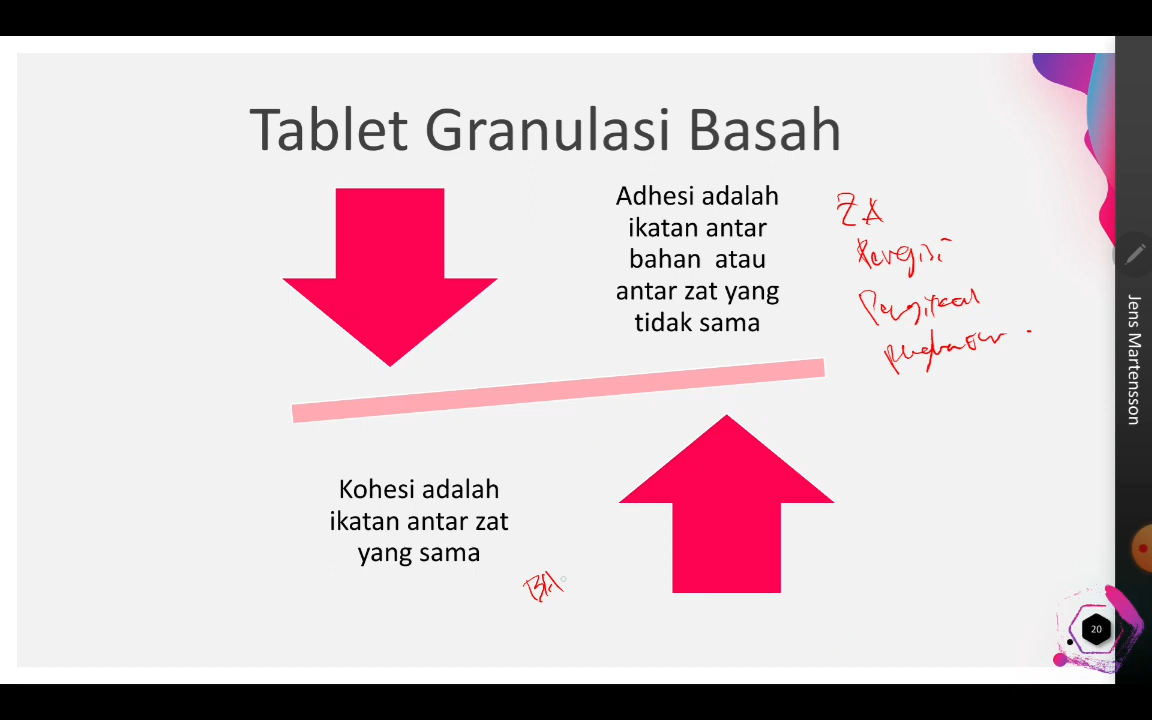 Tablet Granulasi Basah
Adhesi adalah
ikatan antar
bahan atau
antar zat yang
tidak sama
ZA
Pengisi
Pengikat
Kohesi adalah
ikatan antar zat
yang sama
Jens Martensson
20